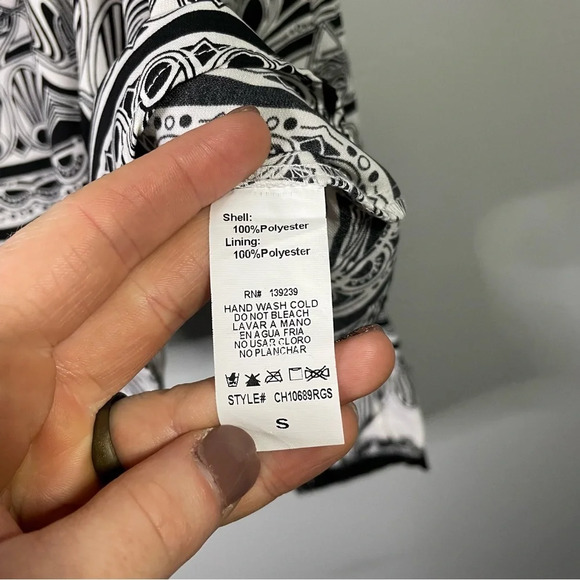 Shell:
100%Polyester
Lining:
100%Polyester
RN# 139239
HAND WASH COLD
DO NOT BLEACH
LAVAR A MANO
EN AGUA FRIA
NO USAR CLORO
NO PLANCHAR
STYLE# CH10689RGS
S